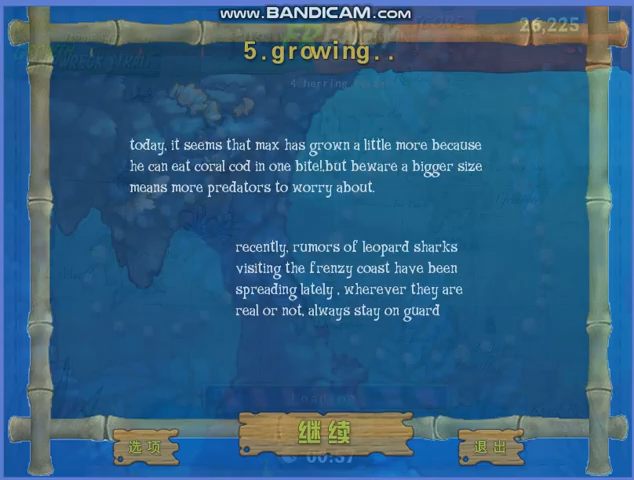 www.BANDICAM.com
26,225
5.growing..
today, it seems that max has grown a little more because
he can eat coral cod in one bite!,but beware a bigger size
means more predators to worry about.
recently, rumors of leopard sharks
visiting the frenzy coast have been
spreading lately , wherever they are
real or not, always stay on guard
选项
继续
退出
00:37